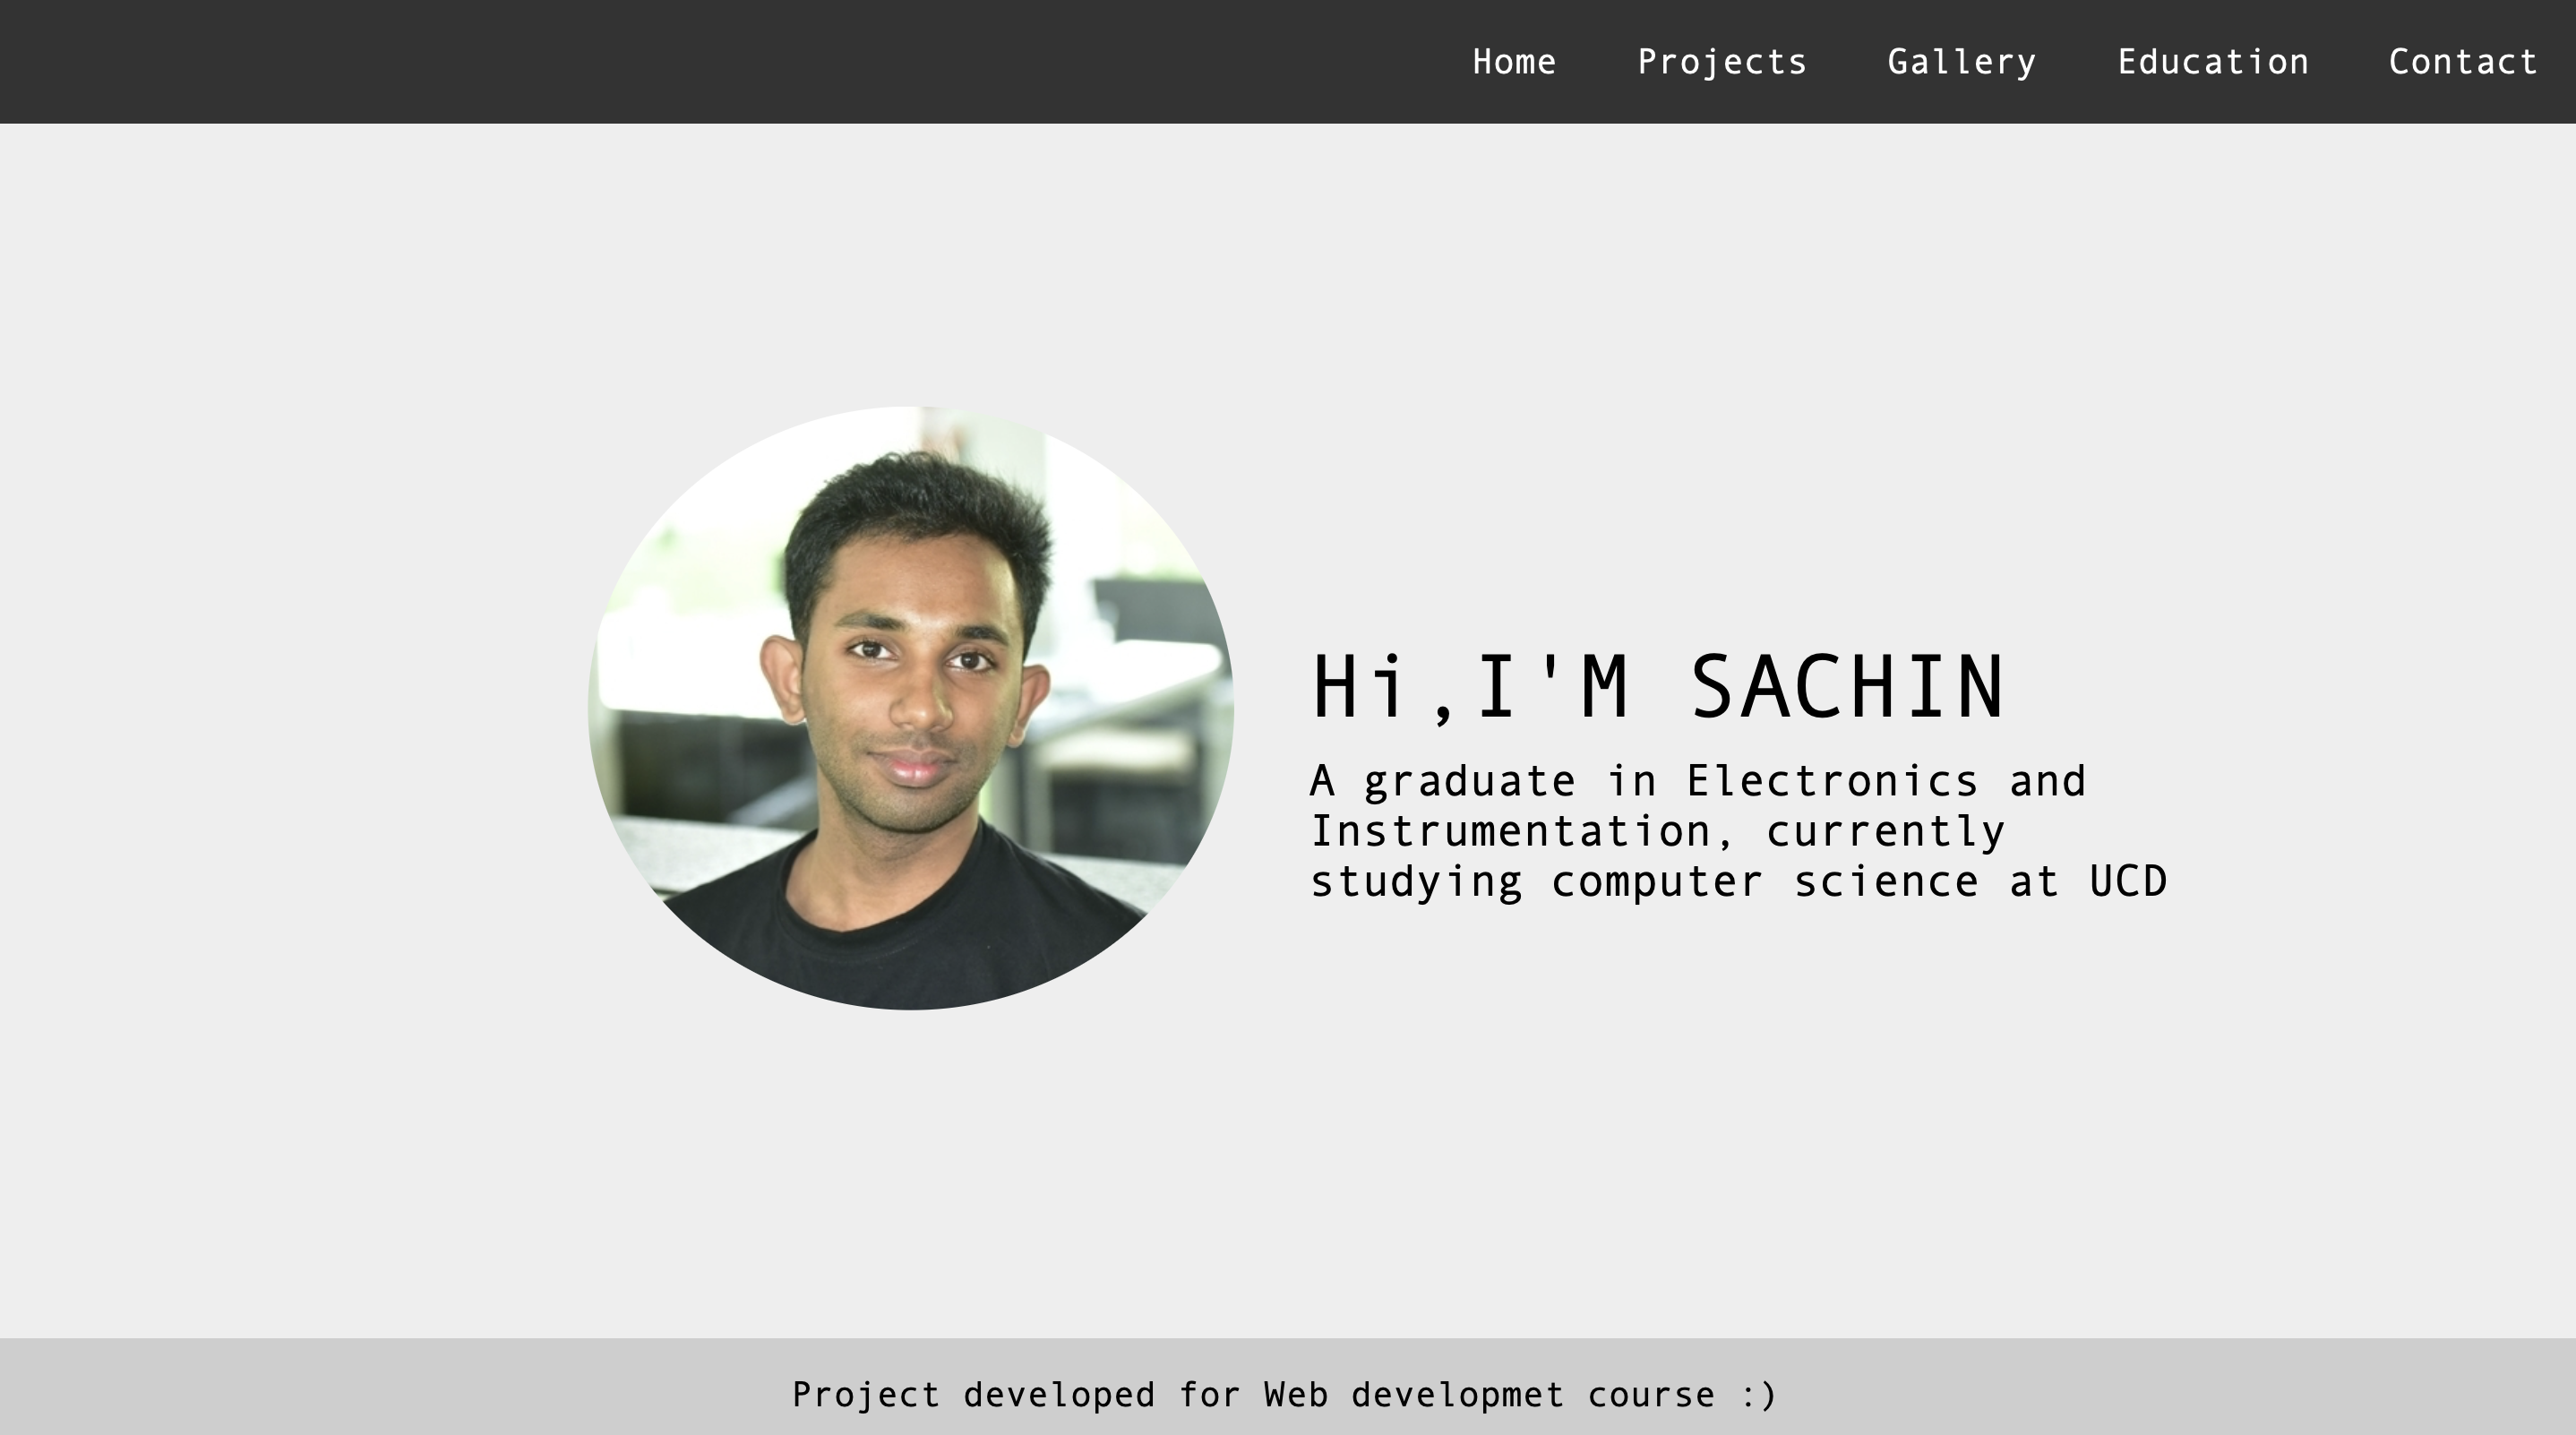 Home Projects Gallery Education Contact
Hi,I'M SACHIN
A graduate in Electronics and
Instrumentation, currently
studying computer science at UCD
Project developed for Web developmet course :)